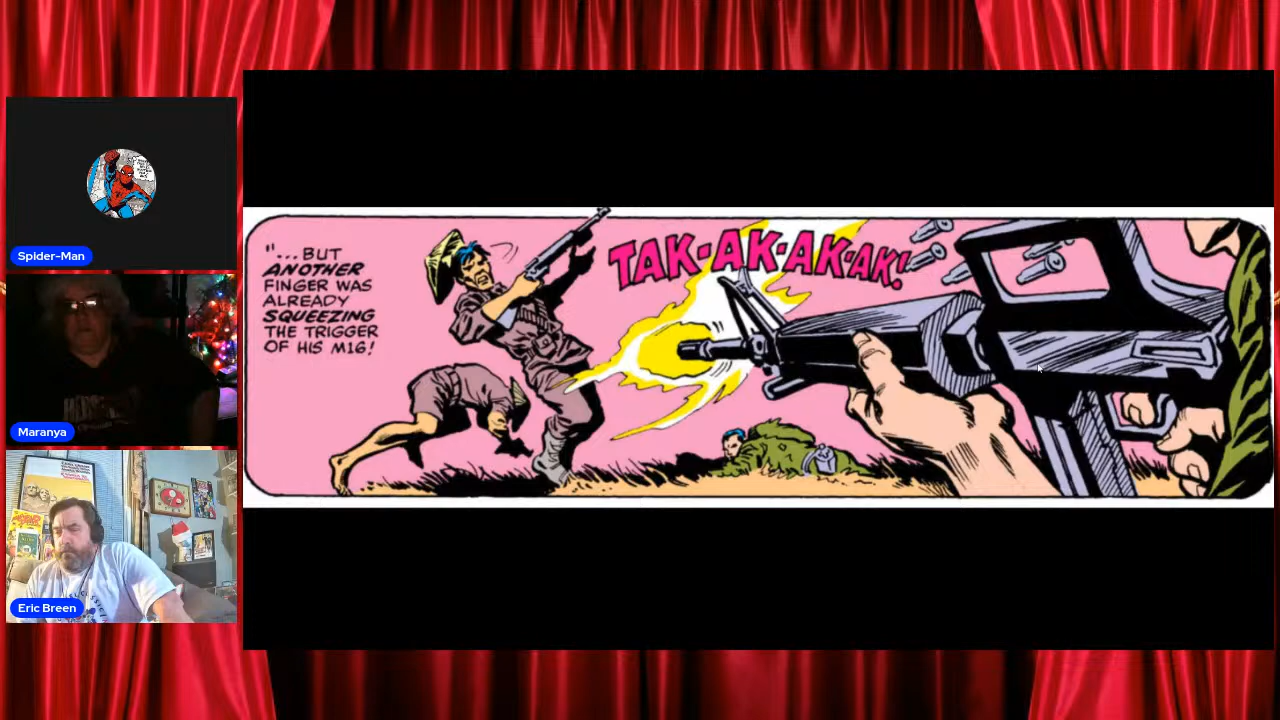 Spider-Man
Maranya
Eric Breen
"...BUT
ANOTHER
FINGER WAS
ALREADY
SQUEEZING
THE TRIGGER
OF HIS M16!
TAK·AK·AK·AK!